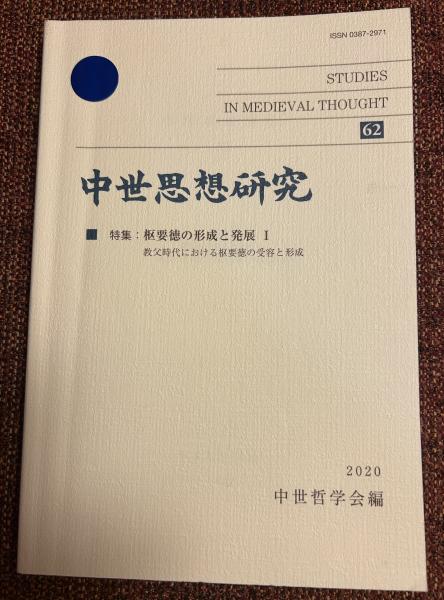 ISSN 0387-2971
STUDIES
IN MEDIEVAL THOUGHT
62
中世思想研究
特集：枢要徳の形成と発展 I
教父時代における枢要徳の受容と形成
2020
中世哲学会編